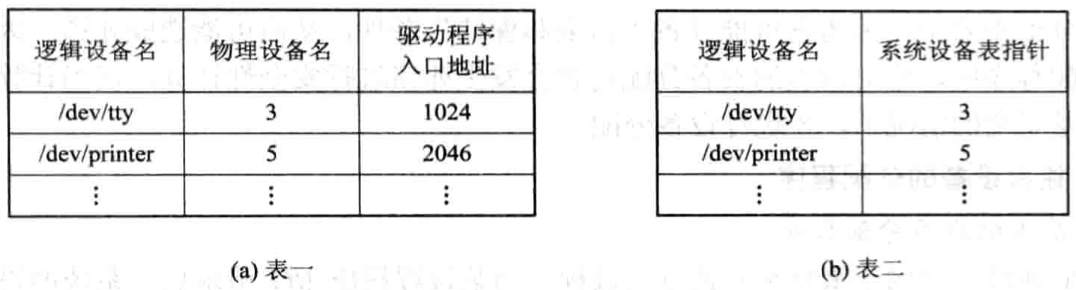 逻辑设备名 物理设备名 驱动程序入口地址
/dev/tty 3 1024
/dev/printer 5 2046
⋮ ⋮ ⋮
(a) 表一
逻辑设备名 系统设备表指针
/dev/tty 3
/dev/printer 5
⋮ ⋮
(b) 表二